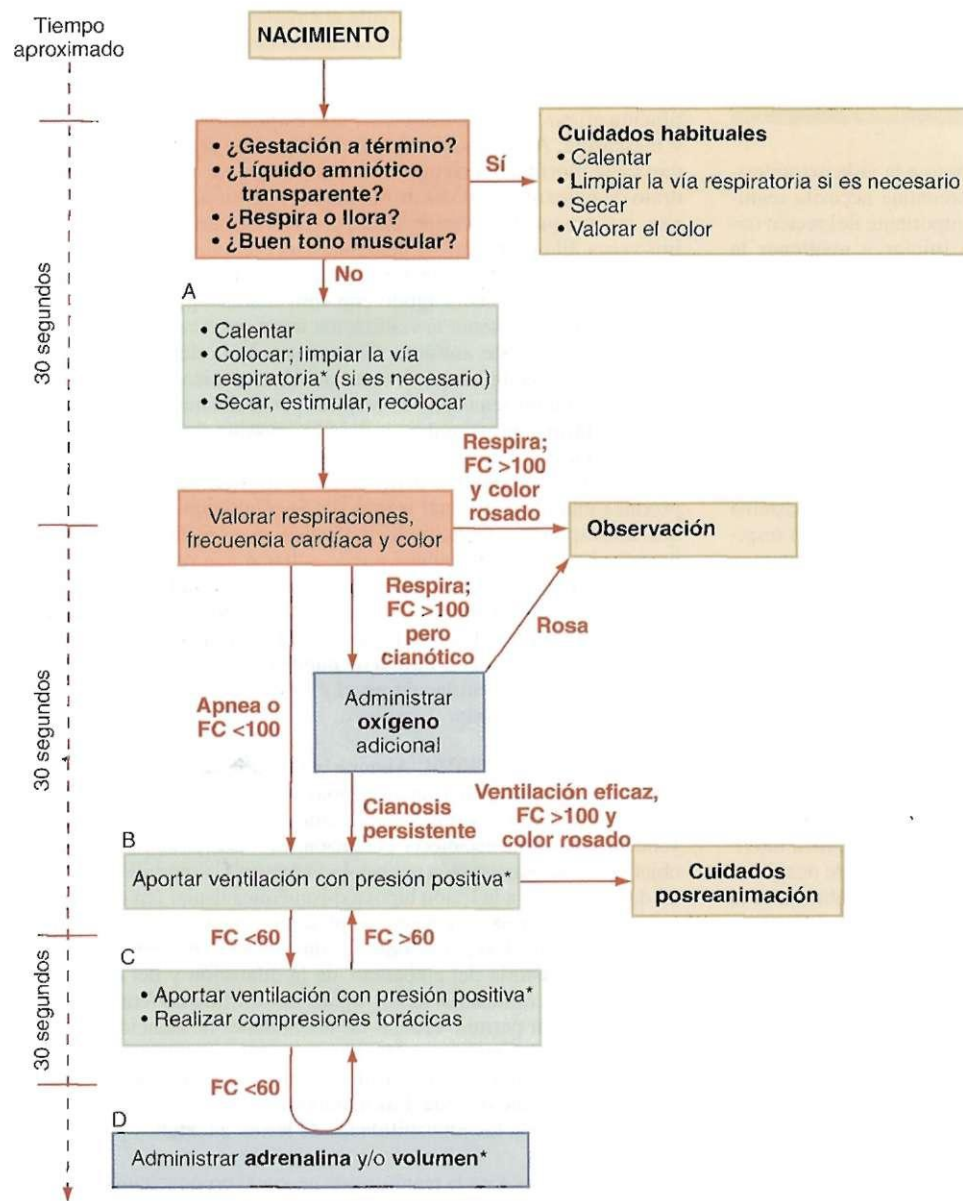 Tiempo
aproximado
NACIMIENTO
30 segundos
• ¿Gestación a término?
• ¿Líquido amniótico
transparente?
• ¿Respira o llora?
• ¿Buen tono muscular?
Sí
Cuidados habituales
• Calentar
• Limpiar la vía respiratoria si es necesario
• Secar
• Valorar el color
No
A
• Calentar
• Colocar; limpiar la vía
respiratoria* (si es necesario)
• Secar, estimular, recolocar
Respira;
FC >100
y color
rosado
Valorar respiraciones,
frecuencia cardíaca y color
Observación
30 segundos
Respira;
FC >100
pero
cianótico
Rosa
Apnea o
FC <100
Administrar
oxígeno
adicional
Cianosis
persistente
Ventilación eficaz,
FC >100 y
color rosado
B
Aportar ventilación con presión positiva*
Cuidados
posreanimación
30 segundos
FC <60
FC >60
C
• Aportar ventilación con presión positiva*
• Realizar compresiones torácicas
FC <60
D
Administrar adrenalina y/o volumen*